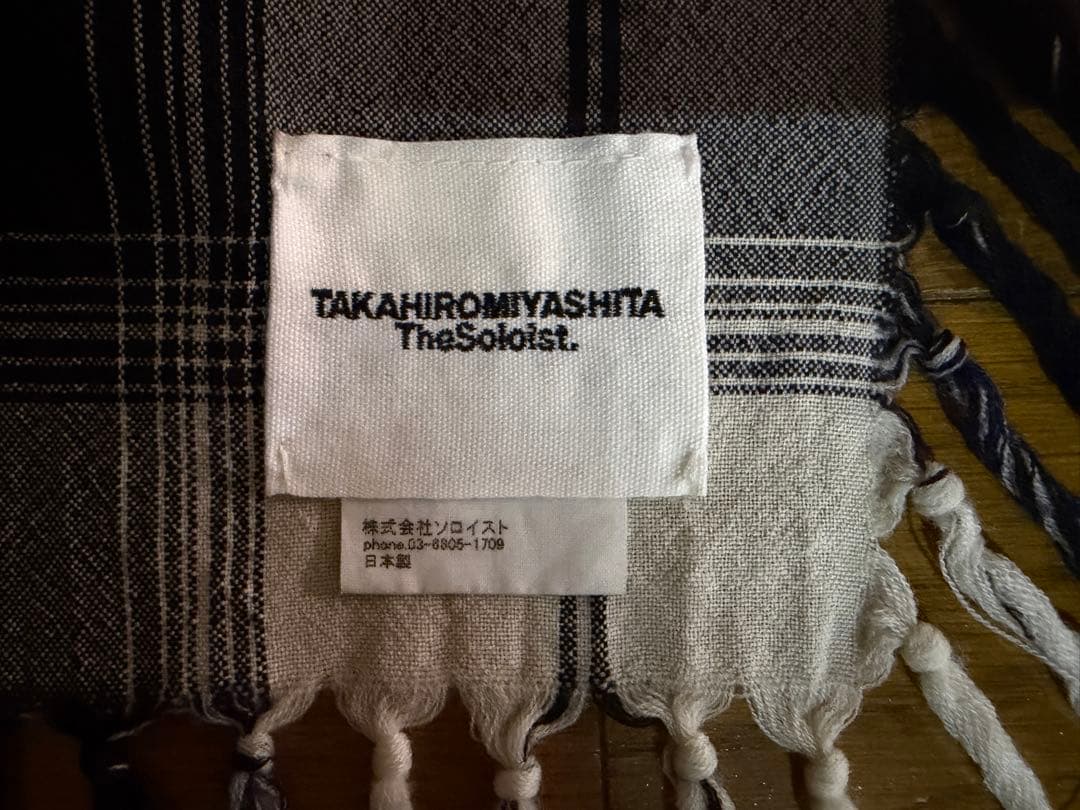 TAKAHIROMIYASHITA
TheSoloist.
株式会社ソロイスト
phone.03-6805-1709
日本製